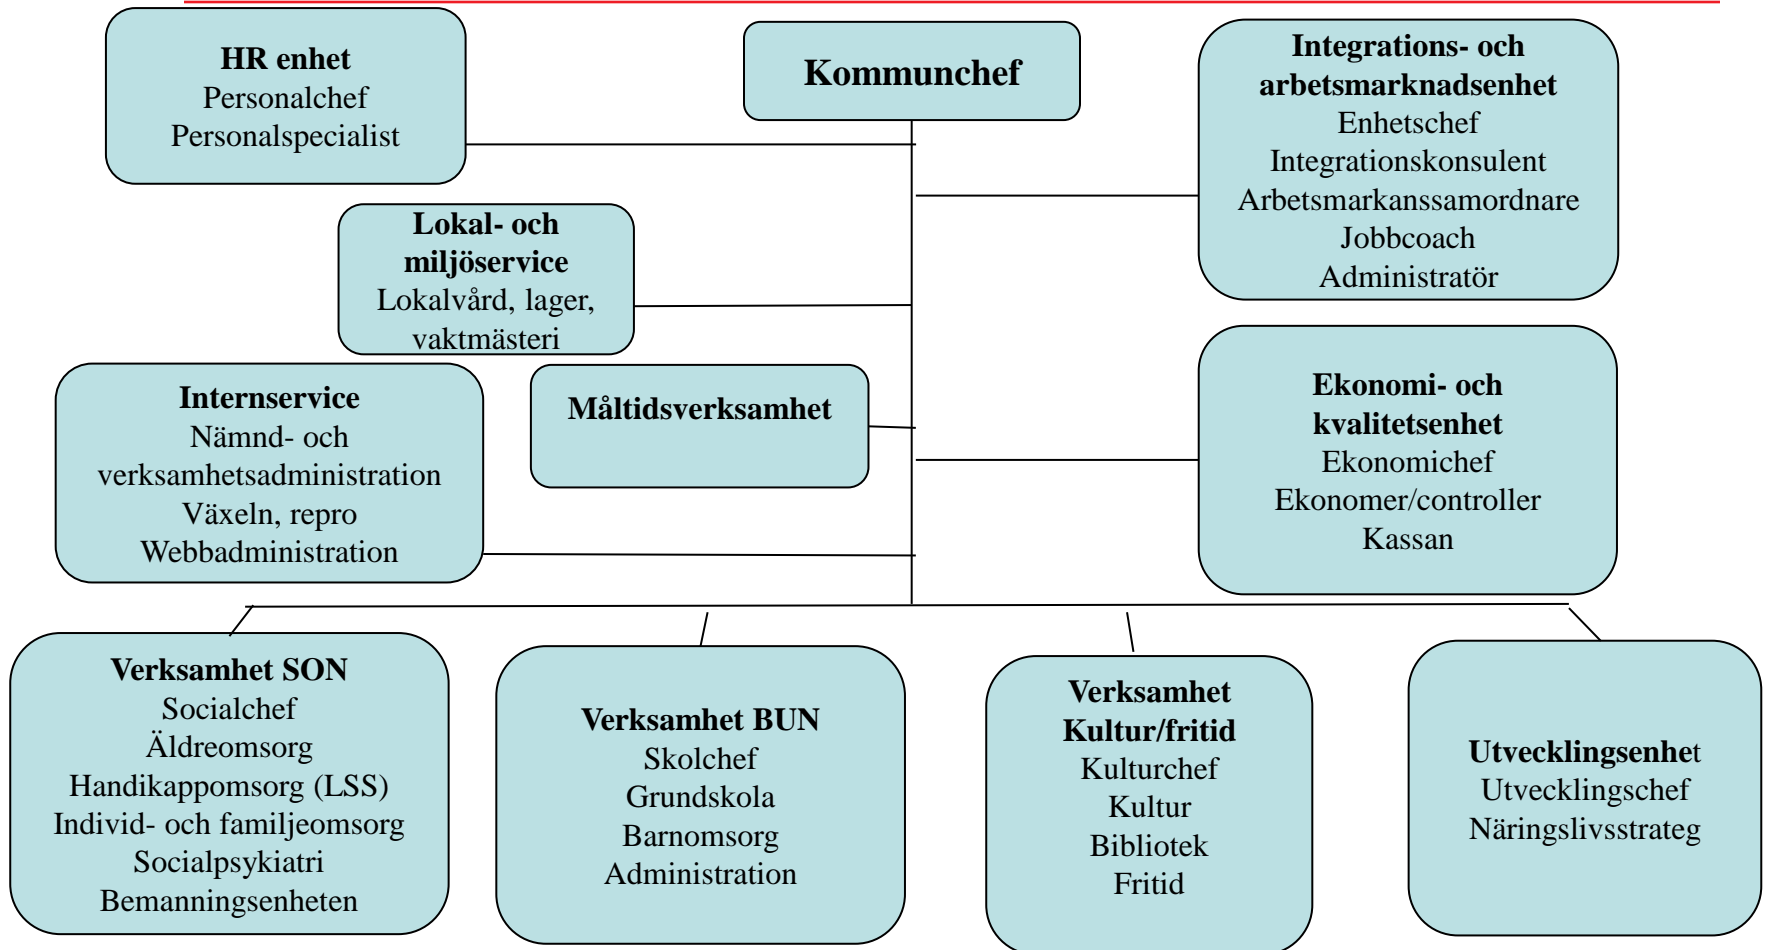 HR enhet
Personalchef
Personalspecialist
Kommunchef
Integrations- och
arbetsmarknadsenhet
Enhetschef
Integrationskonsulent
Arbetsmarkanssamordnare
Jobbcoach
Administratör
Lokal- och
miljöservice
Lokalvård, lager,
vaktmästeri
Internservice
Nämnd- och
verksamhetsadministration
Växeln, repro
Webbadministration
Måltidsverksamhet
Ekonomi- och
kvalitetsenhet
Ekonomichef
Ekonomer/controller
Kassan
Verksamhet SON
Socialchef
Äldreomsorg
Handikappomsorg (LSS)
Individ- och familjeomsorg
Socialpsykiatri
Bemanningsenheten
Verksamhet BUN
Skolchef
Grundskola
Barnomsorg
Administration
Verksamhet
Kultur/fritid
Kulturchef
Kultur
Bibliotek
Fritid
Utvecklingsenhet
Utvecklingschef
Näringslivsstrateg